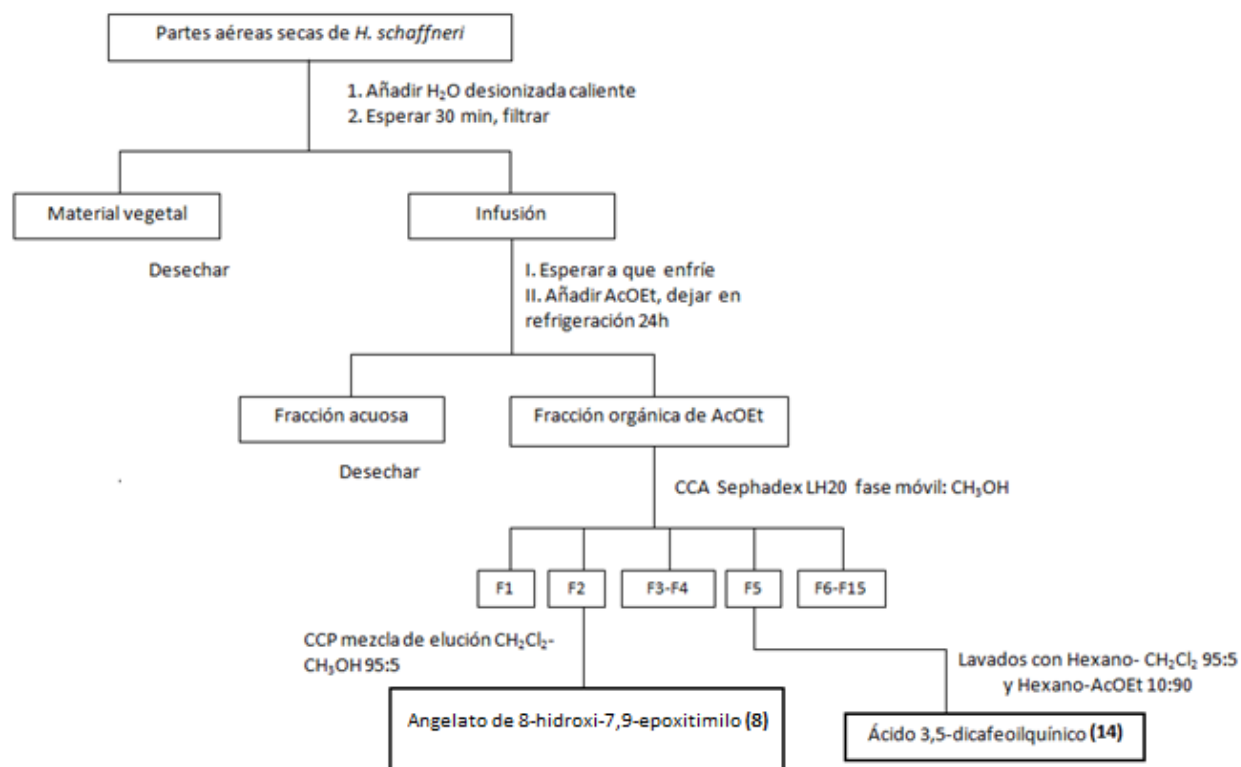 Partes aéreas secas de H. schaffneri
1. Añadir H₂O desionizada caliente
2. Esperar 30 min, filtrar
Material vegetal
Infusión
Desechar
I. Esperar a que enfríe
II. Añadir AcOEt, dejar en
refrigeración 24h
Fracción acuosa
Fracción orgánica de AcOEt
Desechar
CCA Sephadex LH20 fase móvil: CH₃OH
F1
F2
F3-F4
F5
F6-F15
CCP mezcla de elución CH₂Cl₂-
CH₃OH 95:5
Lavados con Hexano- CH₂Cl₂ 95:5
y Hexano-AcOEt 10:90
Angelato de 8-hidroxi-7,9-epoxitimilo (8)
Ácido 3,5-dicafeoilquínico (14)